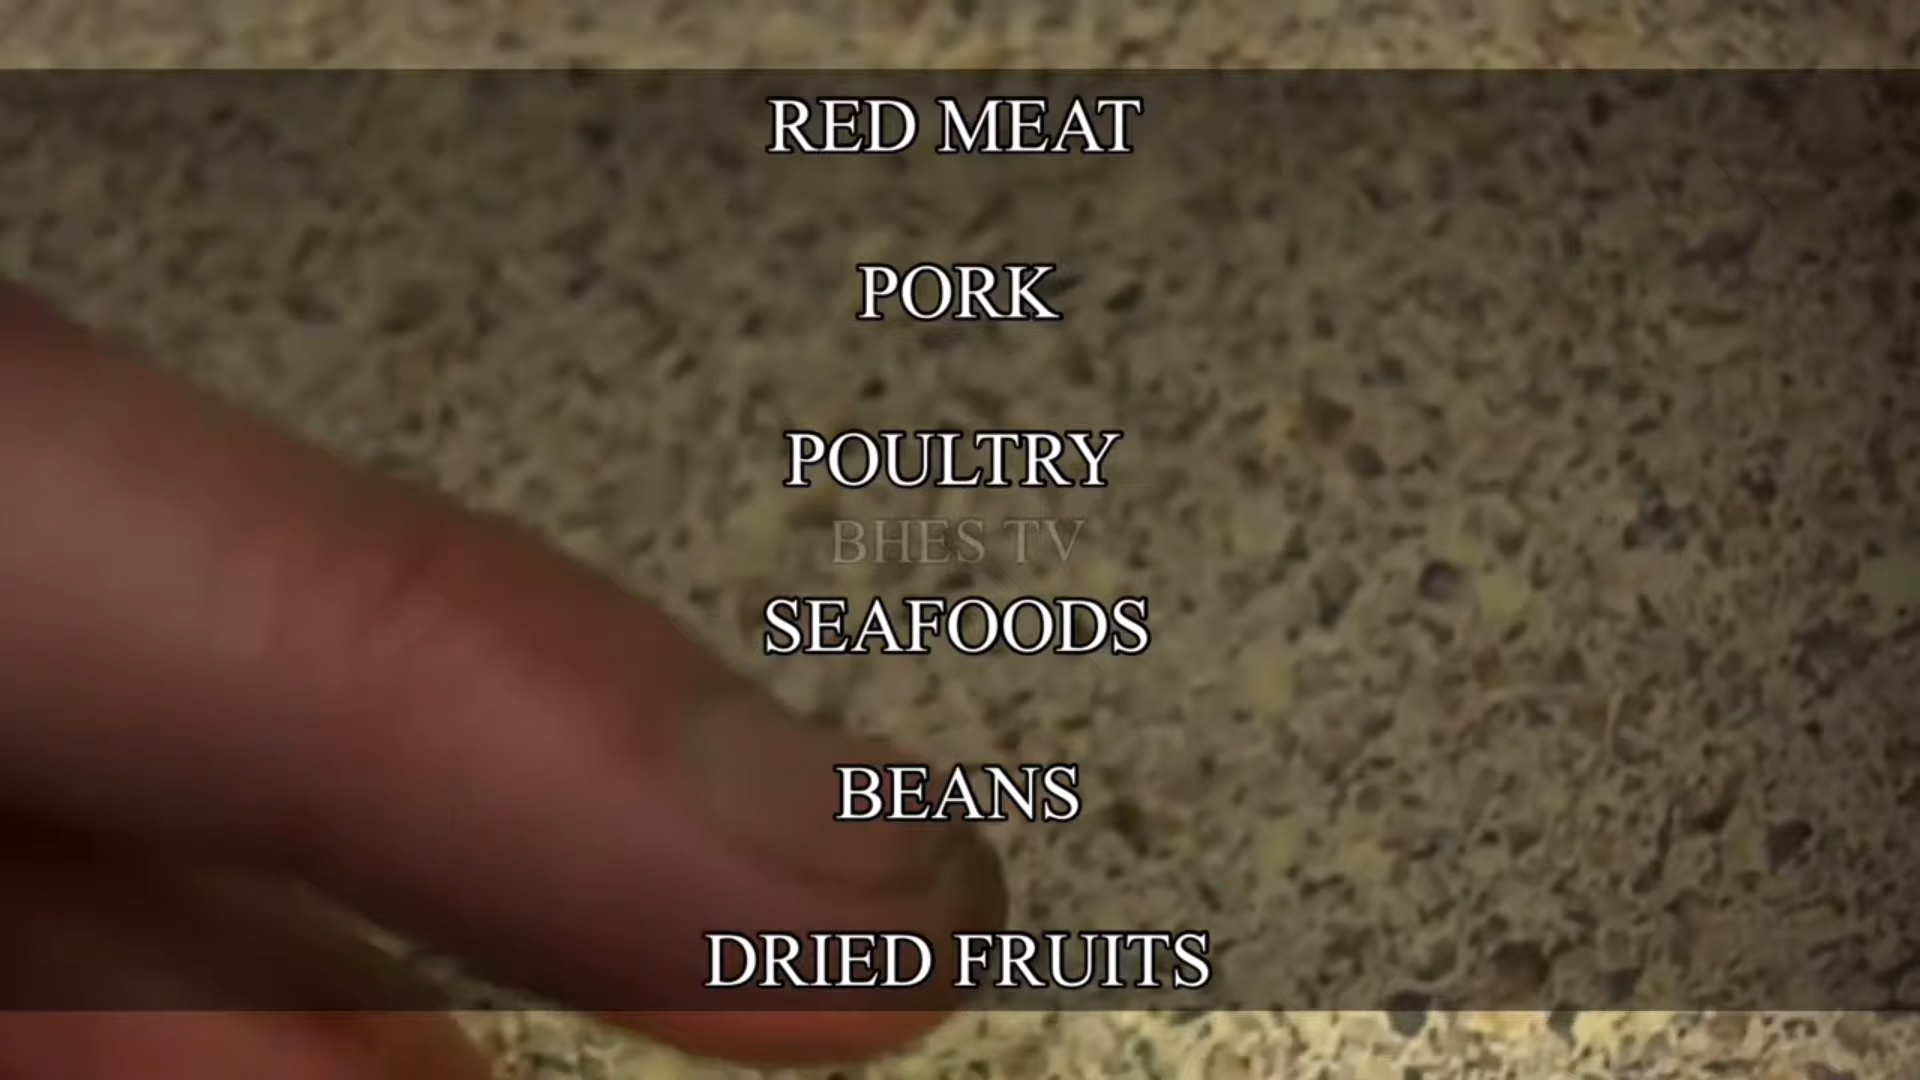 RED MEAT
PORK
POULTRY
BHES TV
SEAFOODS
BEANS
DRIED FRUITS